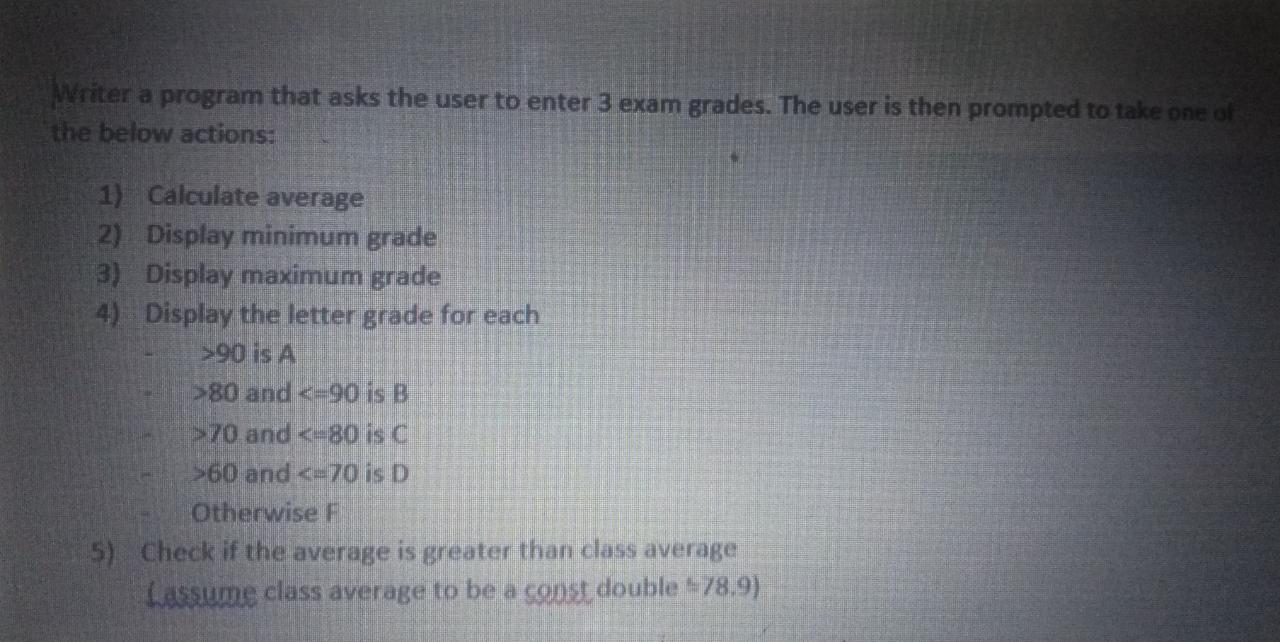 Writer a program that asks the user to enter 3 exam grades. The user is then prompted to take one of
the below actions:
1) Calculate average
2) Display minimum grade
3) Display maximum grade
4) Display the letter grade for each
- >90 is A
- >80 and <=90 is B
- >70 and <=80 is C
- >60 and <=70 is D
- Otherwise F
5) Check if the average is greater than class average
(assume class average to be a const double =78.9)